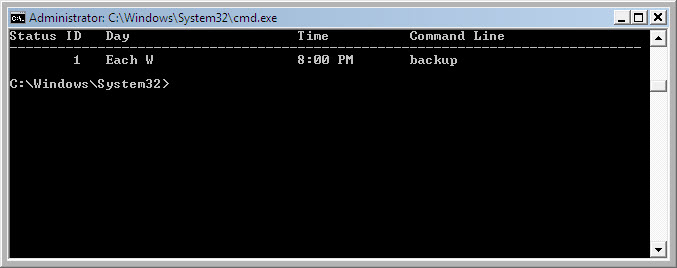 Administrator: C:\Windows\System32\cmd.exe
Status ID   Day                     Time          Command Line
-------------------------------------------------------------------------------
        1   Each W                  8:00 PM       backup
C:\Windows\System32>